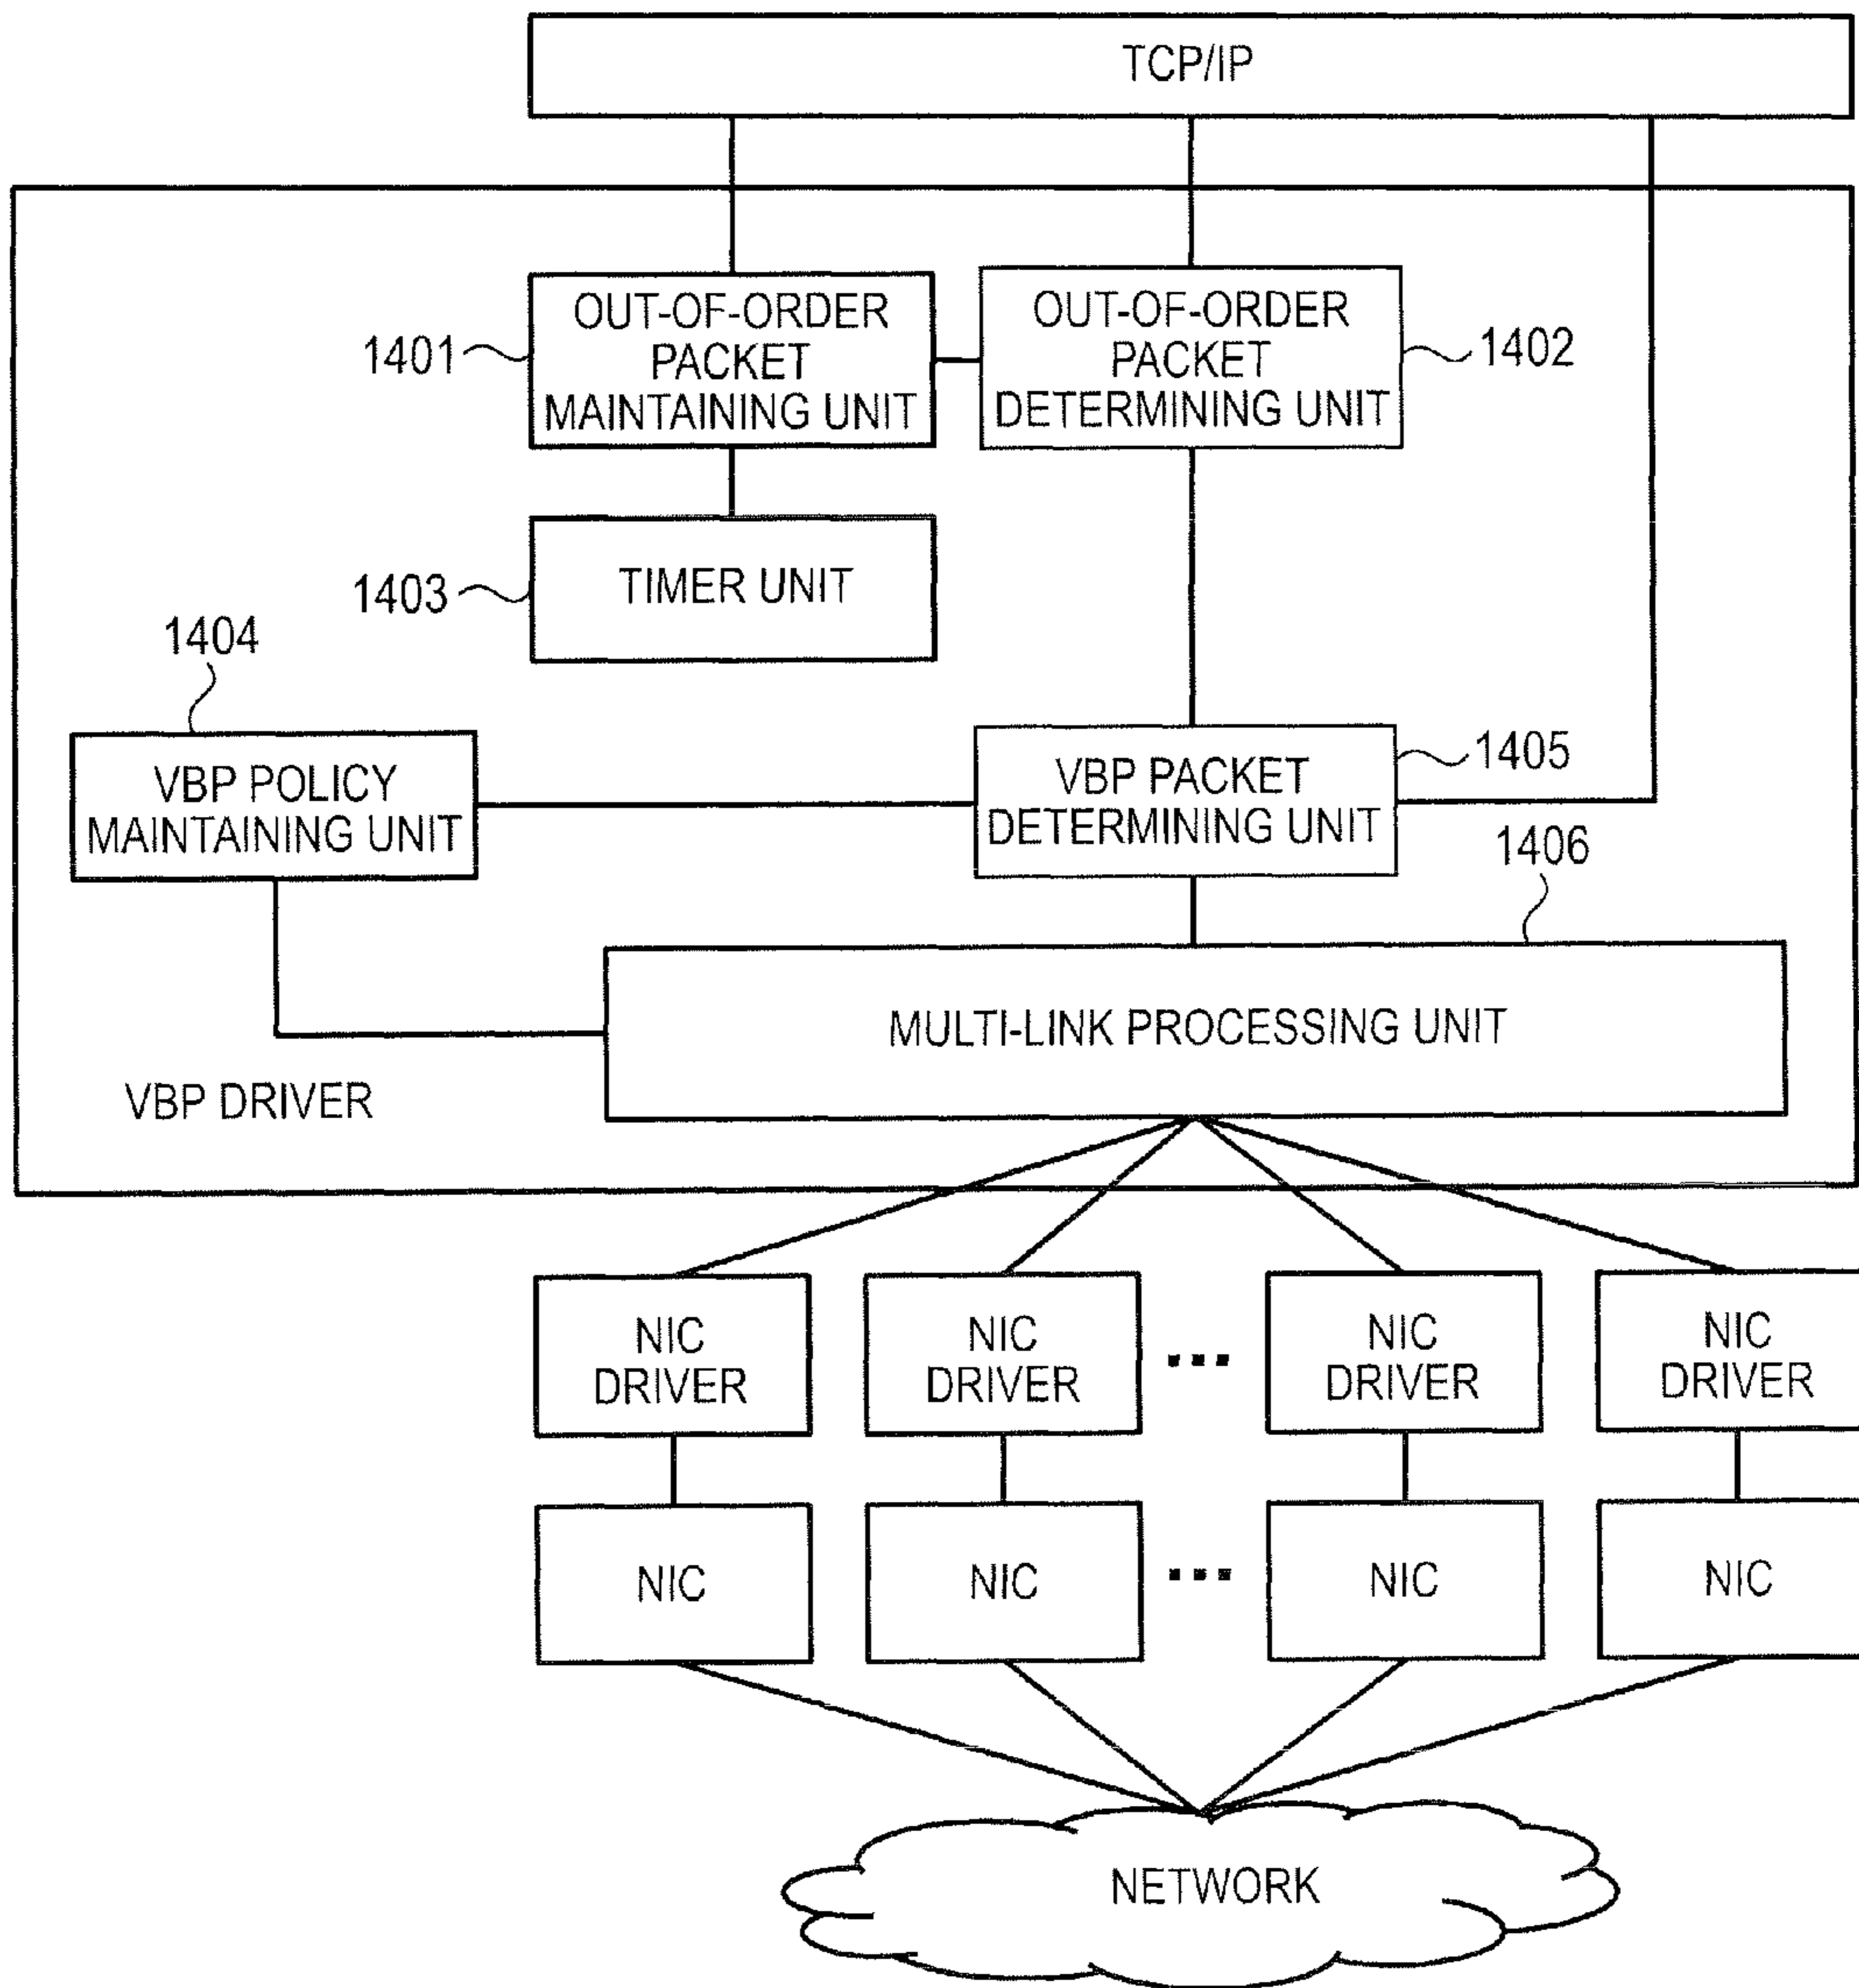 TCP/IP
OUT-OF-ORDER
PACKET
MAINTAINING UNIT
1401
OUT-OF-ORDER
PACKET
DETERMINING UNIT
1402
TIMER UNIT
1403
1404
VBP POLICY
MAINTAINING UNIT
VBP PACKET
DETERMINING UNIT
1405
1406
MULTI-LINK PROCESSING UNIT
VBP DRIVER
NIC
DRIVER
NIC
DRIVER
...
NIC
DRIVER
NIC
DRIVER
NIC
NIC
...
NIC
NIC
NETWORK